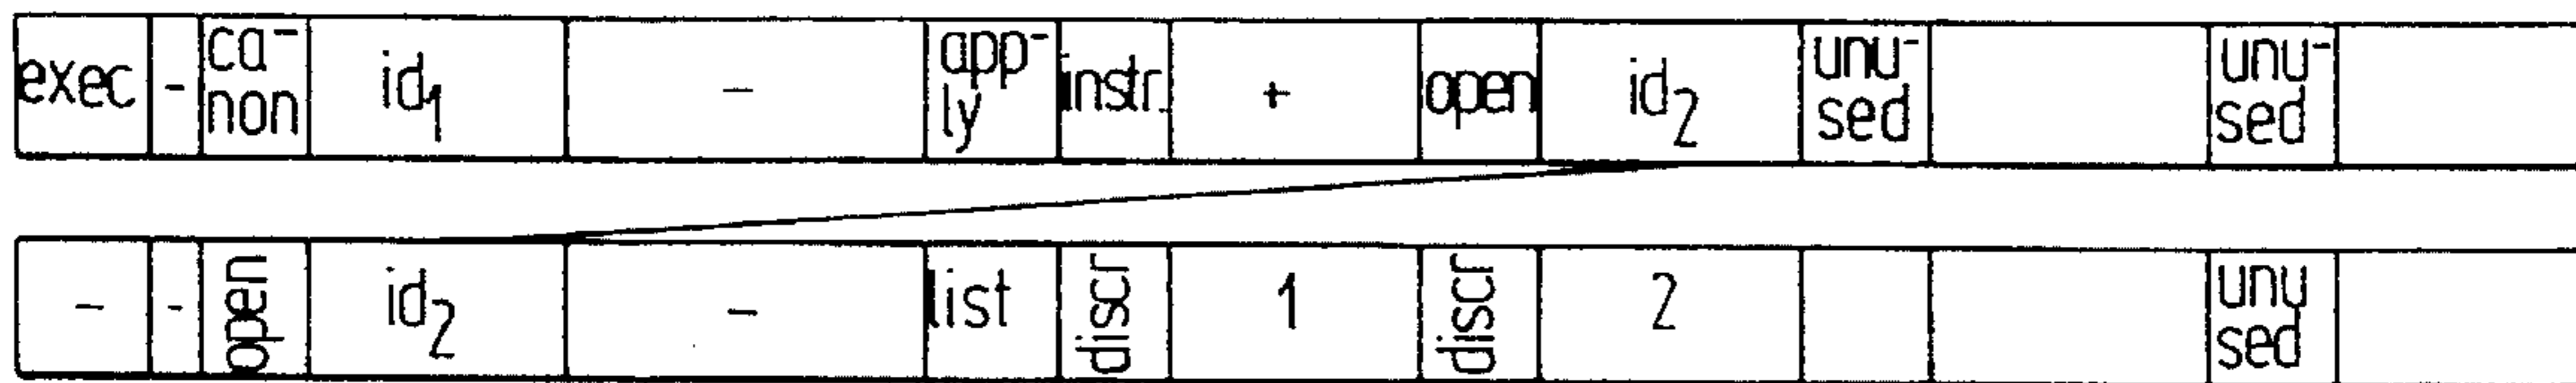 exec - ca-non id1 - app-ly instr. + open id2 unu-sed unu-sed
- - open id2 - list discr 1 discr 2 unu sed